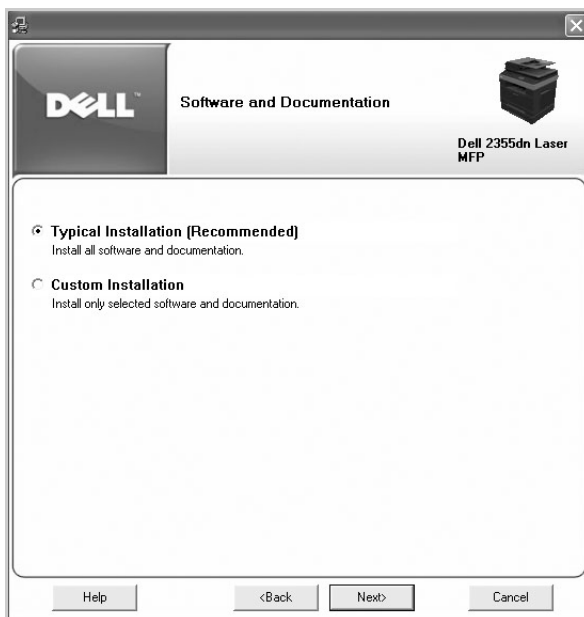 DELL™
Software and Documentation
Dell 2355dn Laser
MFP
Typical Installation (Recommended)
Install all software and documentation.
Custom Installation
Install only selected software and documentation.
Help
<Back
Next>
Cancel